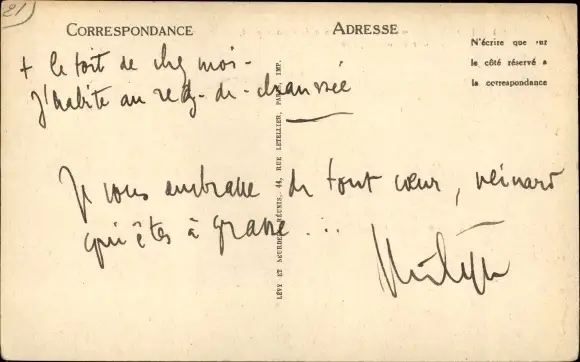 21)
CORRESPONDANCE
ADRESSE
N'écrire que sur
le côté réservé à
la correspondance
+ le toit de chez moi -
J'habite au rez-de-chaussée
LÉVY ET NEURDEIN RÉUNIS, 44, RUE LETELLIER, PARIS, IMP.
Je vous embrasse de tout cœur, veinard
qui êtes à Grasse ...